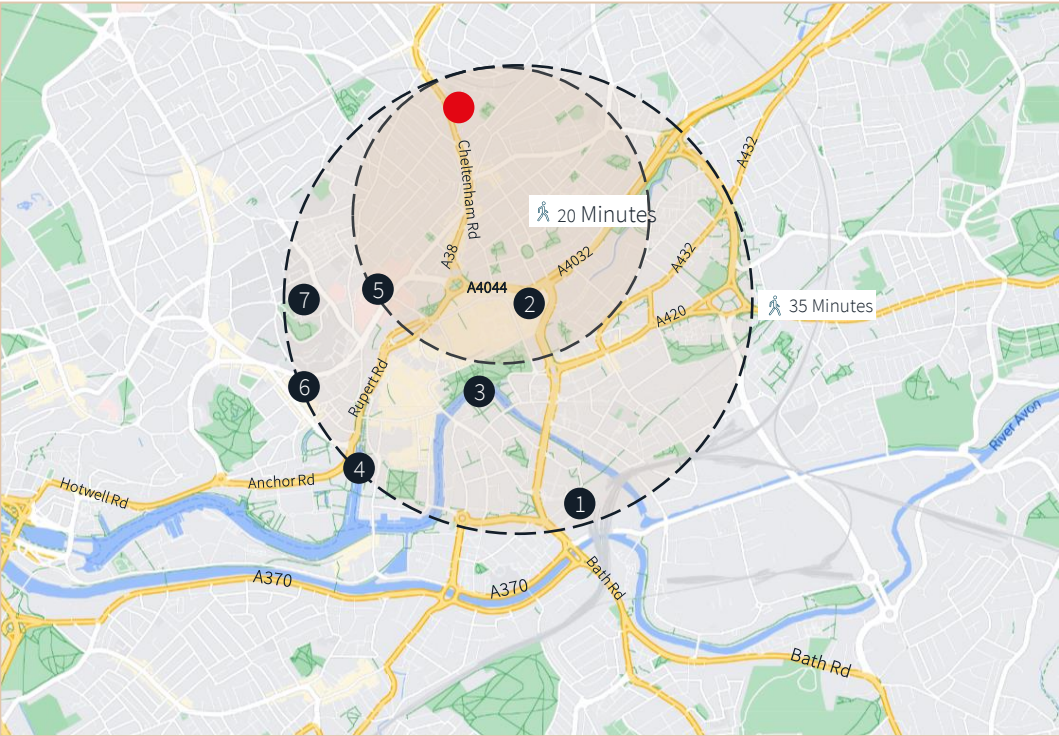 A432
Cheltenham Rd
20 Minutes
A38
A4032
A432
A4044
5
7
2
35 Minutes
A420
6
Rupert Rd
3
River Avon
4
Anchor Rd
Hotwell Rd
1
A370
A370
Bath Rd
Bath Rd